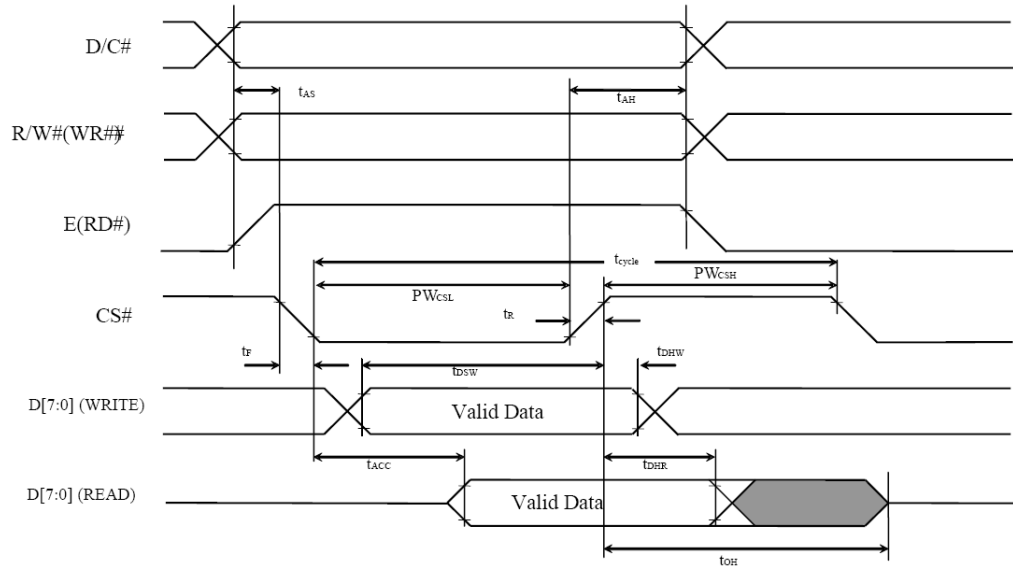 D/C#
tAS
tAH
R/W#(WR##)
E(RD#)
tcycle
PWCSL
PWCSH
CS#
tR
tF
tDSW
tDHW
D[7:0] (WRITE)
Valid Data
tACC
tDHR
D[7:0] (READ)
Valid Data
tOH